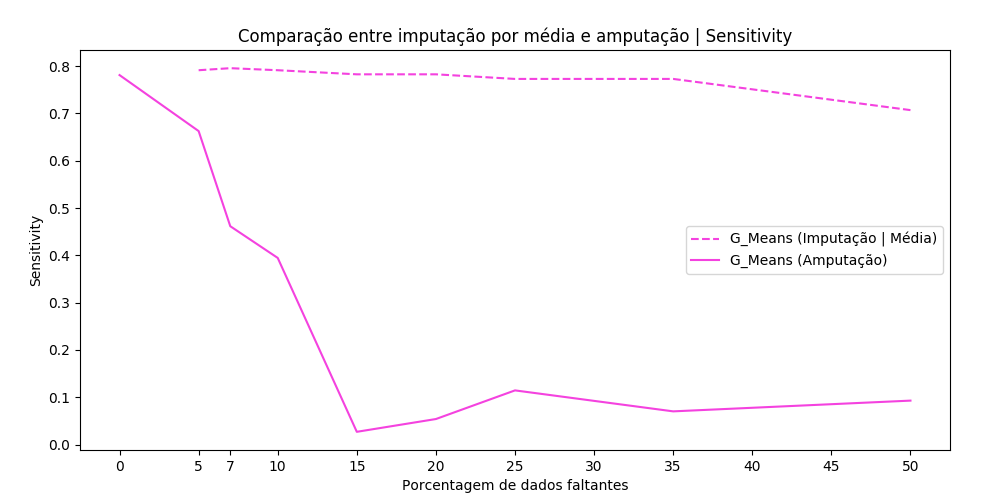 Comparação entre imputação por média e amputação | Sensitivity
Sensitivity
0.8
0.7
0.6
0.5
0.4
0.3
0.2
0.1
0.0
G_Means (Imputação | Média)
G_Means (Amputação)
0 5 7 10 15 20 25 30 35 40 45 50
Porcentagem de dados faltantes